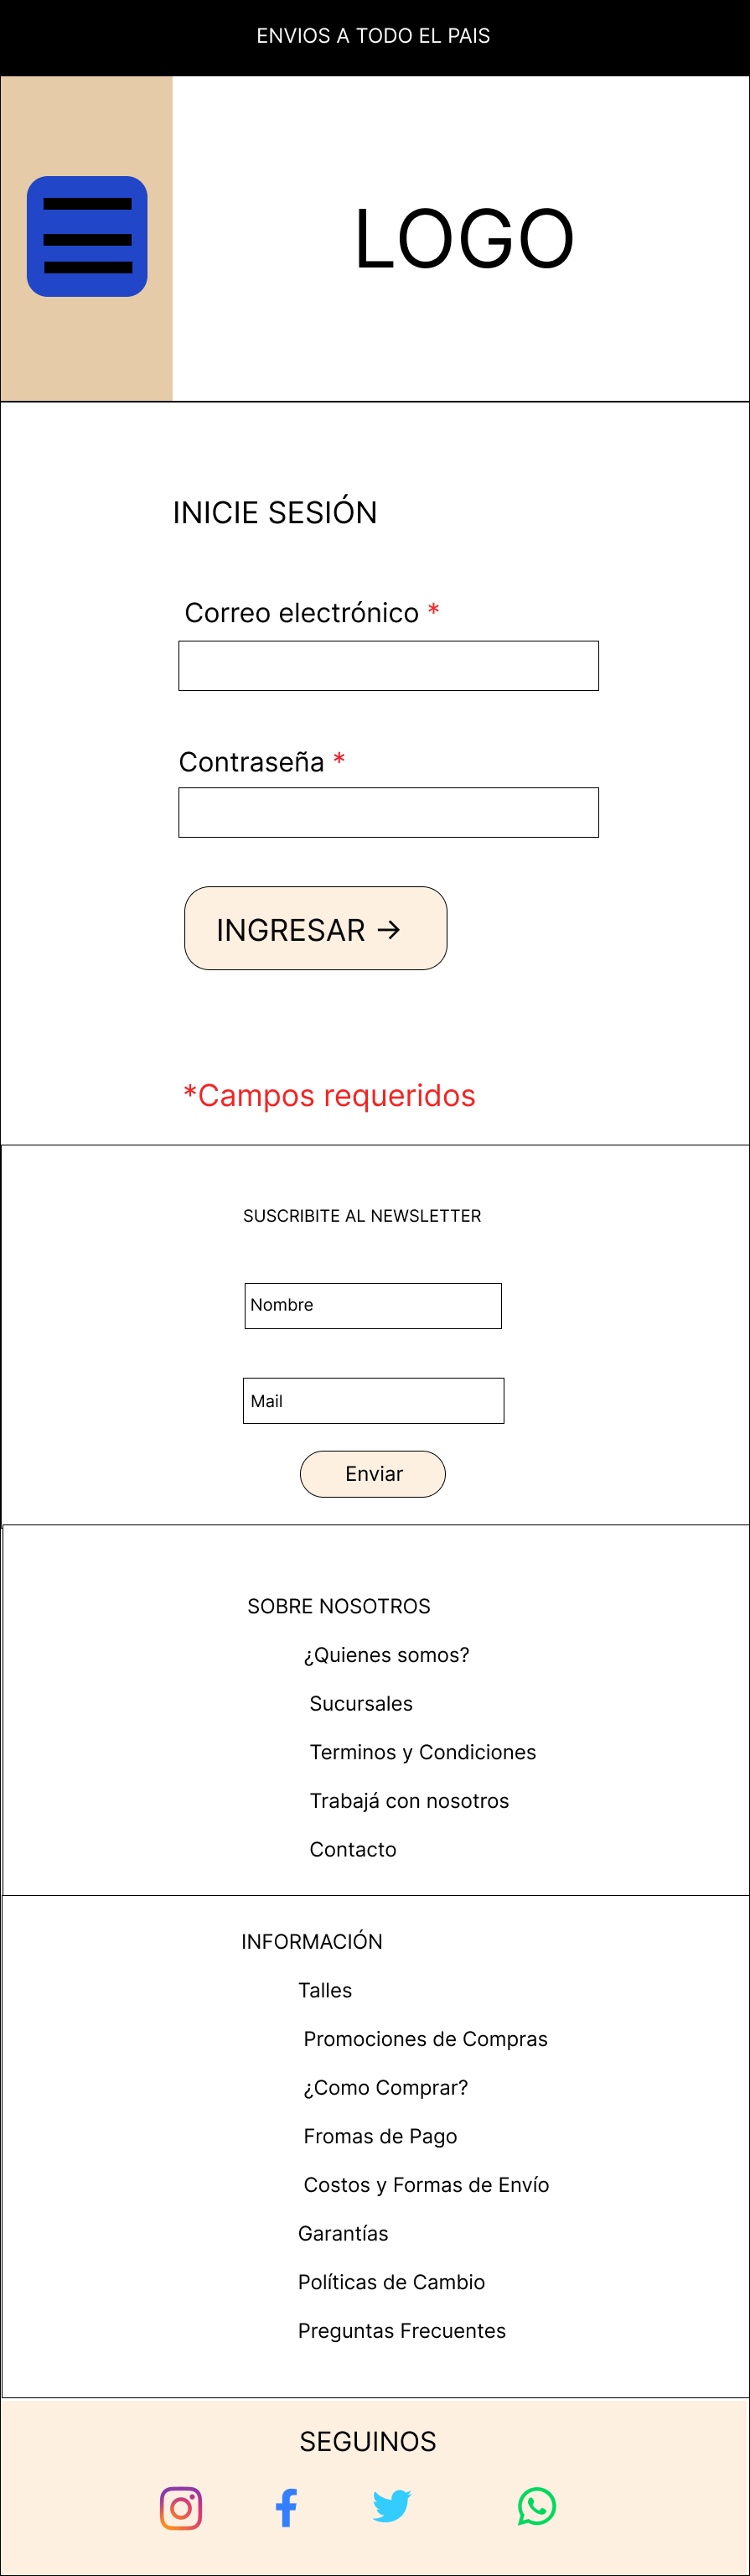 ENVIOS A TODO EL PAIS
LOGO
INICIE SESIÓN
Correo electrónico *
Contraseña *
INGRESAR →
*Campos requeridos
SUSCRIBITE AL NEWSLETTER
Nombre
Mail
Enviar
SOBRE NOSOTROS
¿Quienes somos?
Sucursales
Terminos y Condiciones
Trabajá con nosotros
Contacto
INFORMACIÓN
Talles
Promociones de Compras
¿Como Comprar?
Fromas de Pago
Costos y Formas de Envío
Garantías
Políticas de Cambio
Preguntas Frecuentes
SEGUINOS